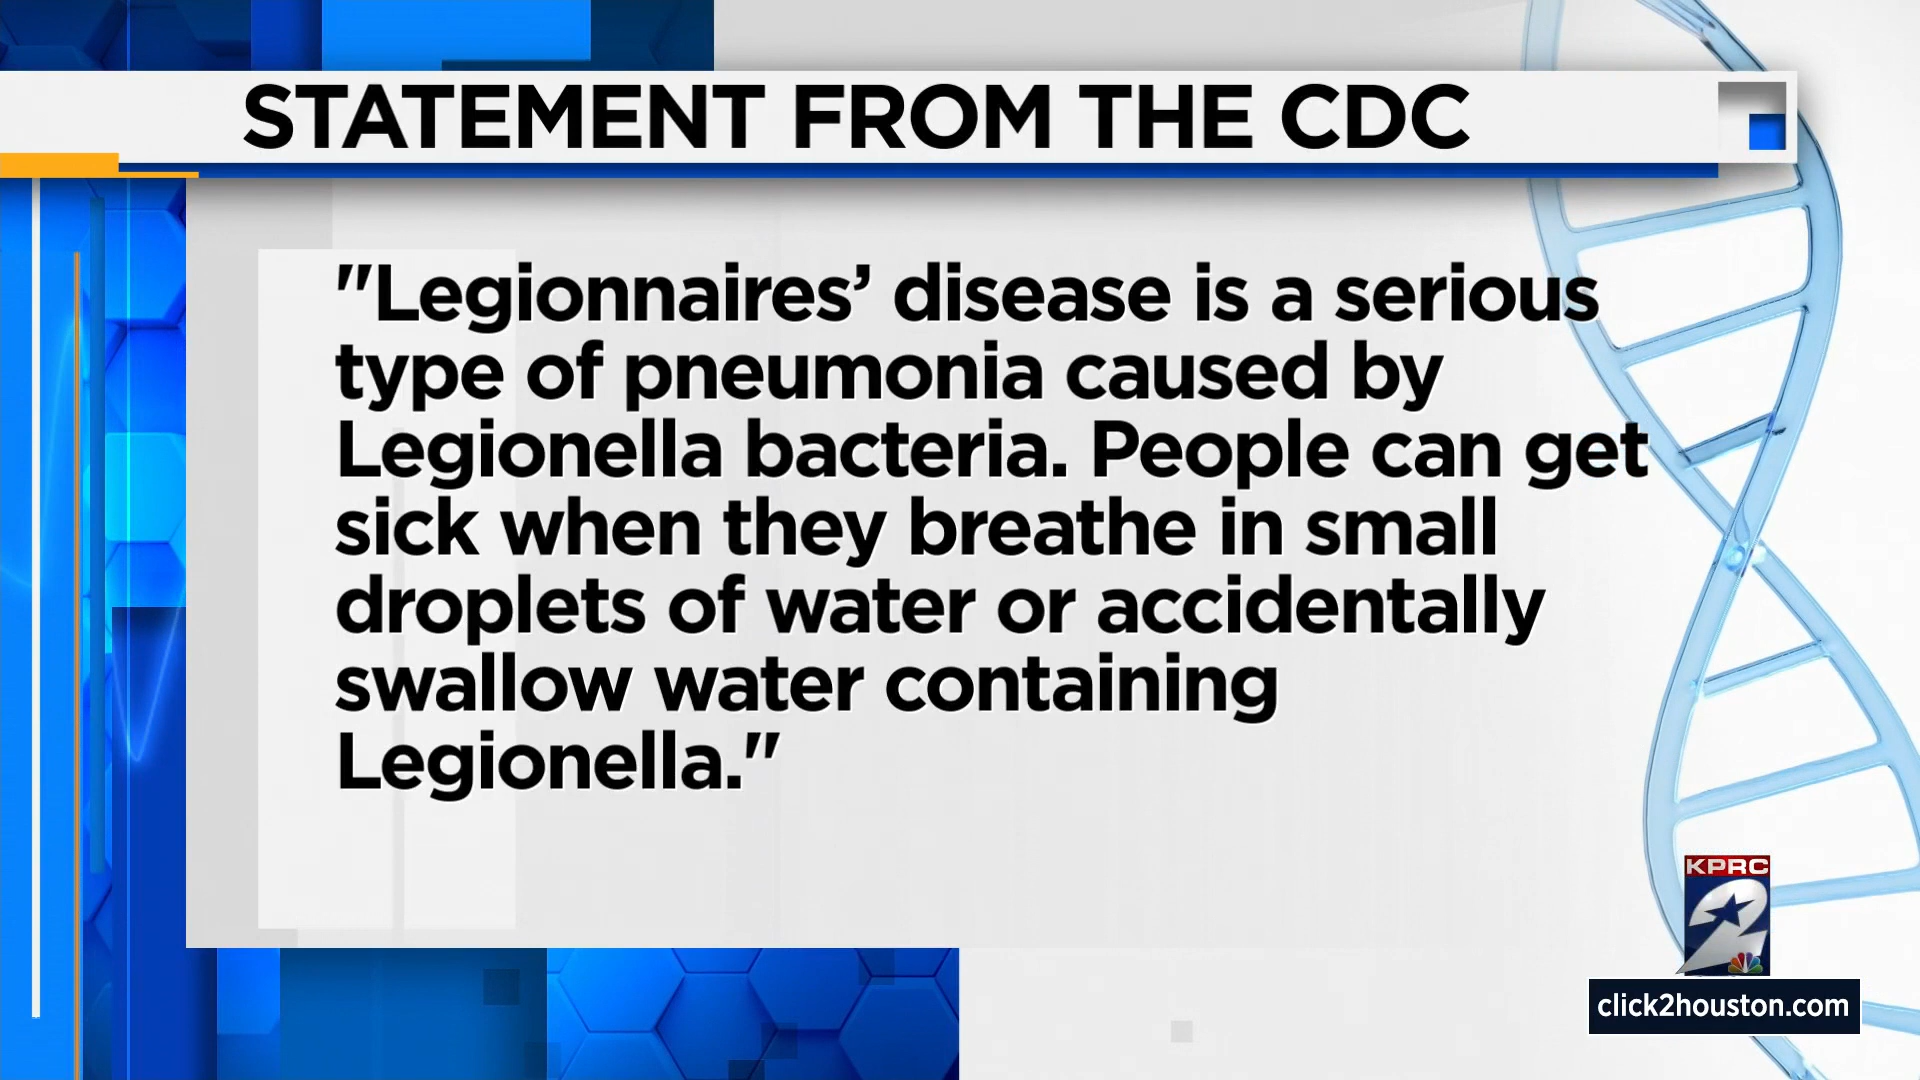 STATEMENT FROM THE CDC
"Legionnaires’ disease is a serious
type of pneumonia caused by
Legionella bacteria. People can get
sick when they breathe in small
droplets of water or accidentally
swallow water containing
Legionella."
KPRC
2
click2houston.com